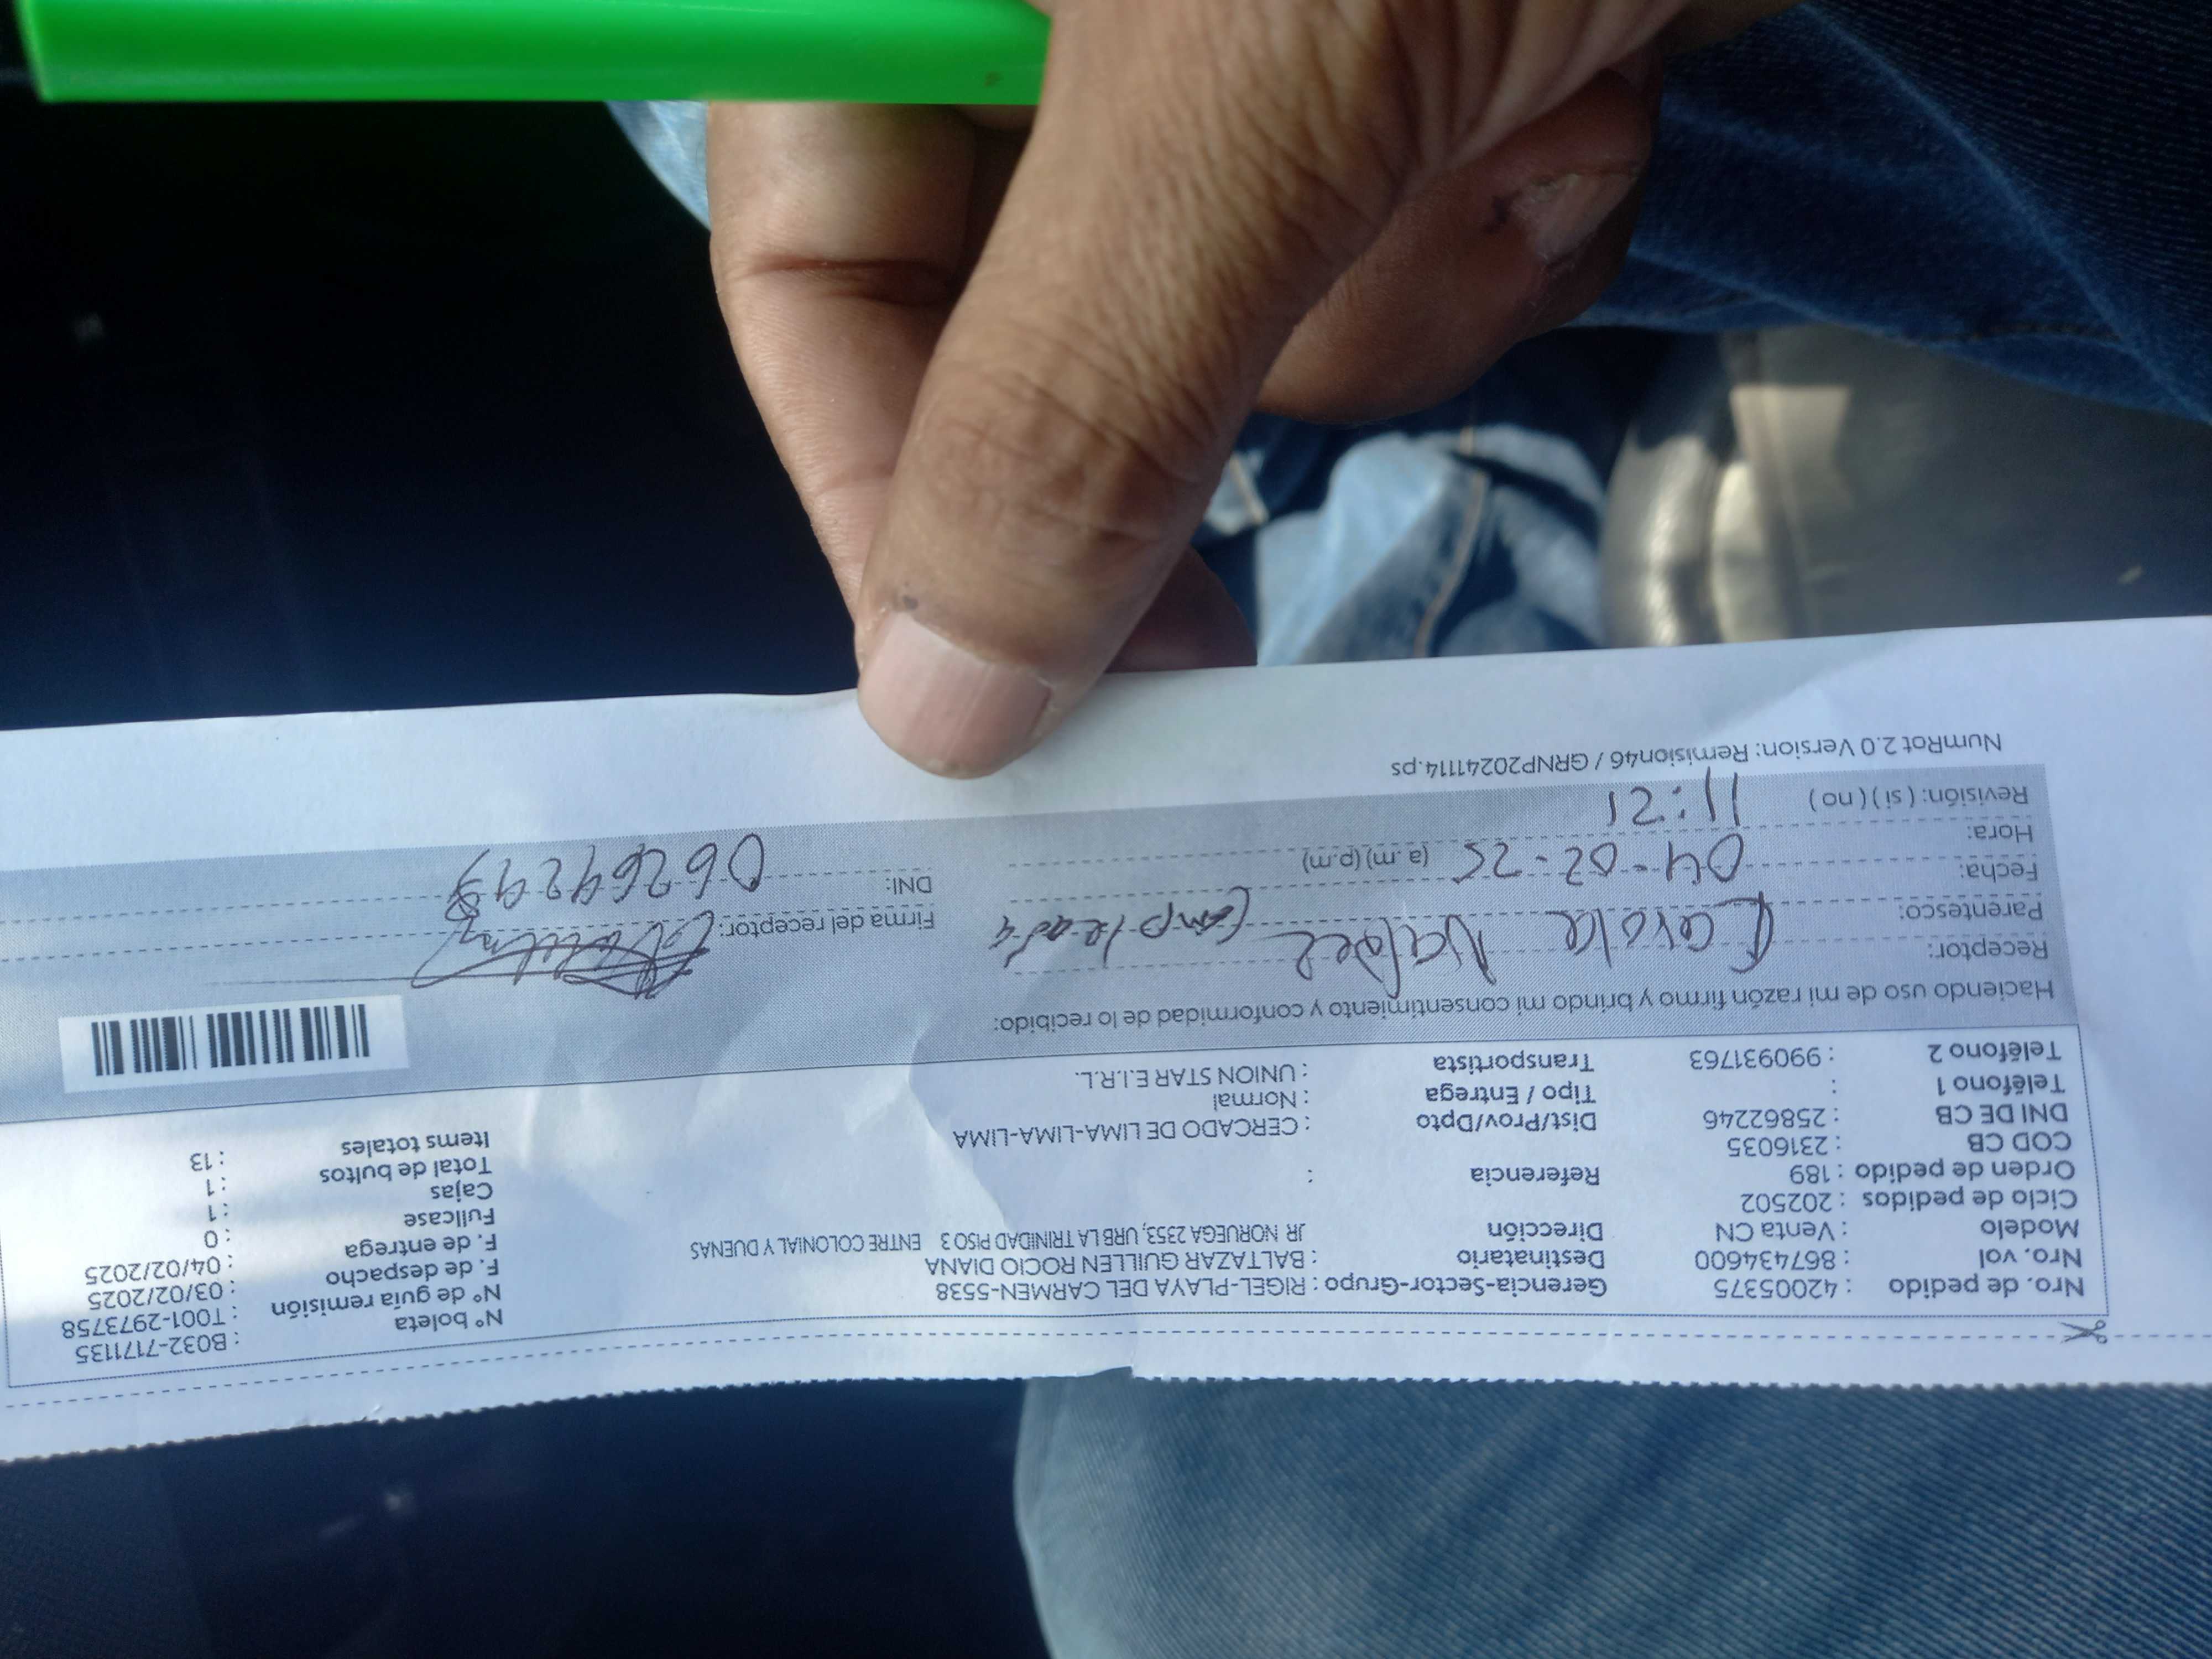 Nro. de pedido : 42005375 Gerencia-Sector-Grupo : RIGEL-PLAYA DEL CARMEN-5538 N° boleta : B032-7171135
Nro. vol : 867434600 Destinatario : BALTAZAR GUILLEN ROCIO DIANA N° de guía remisión : T001-2973758
Modelo : Venta CN Dirección JR NORUEGA 2353, URB LA TRINIDAD PISO 3 ENTRE COLONIAL Y DUENAS F. de despacho : 03/02/2025
Ciclo de pedidos : 202502 F. de entrega : 04/02/2025
Orden de pedido : 189 Referencia : Fullcase : 0
COD CB : 2316035 Cajas : 1
DNI DE CB : 25862246 Dist/Prov/Dpto : CERCADO DE LIMA-LIMA-LIMA Total de bultos : 1
Teléfono 1 : Tipo / Entrega : Normal Items totales : 13
Teléfono 2 : 990931763 Transportista : UNION STAR E.I.R.L.
Haciendo uso de mi razón firmo y brindo mi consentimiento y conformidad de lo recibido:
Receptor:
Parentesco: Firma del receptor:
Fecha: 04-02-25 DNI:
Hora: (a.m) (p.m)
Revisión: ( si ) ( no ) 11:21
NumRot 2.0 Version: Remision46 / GRNP20241114.ps